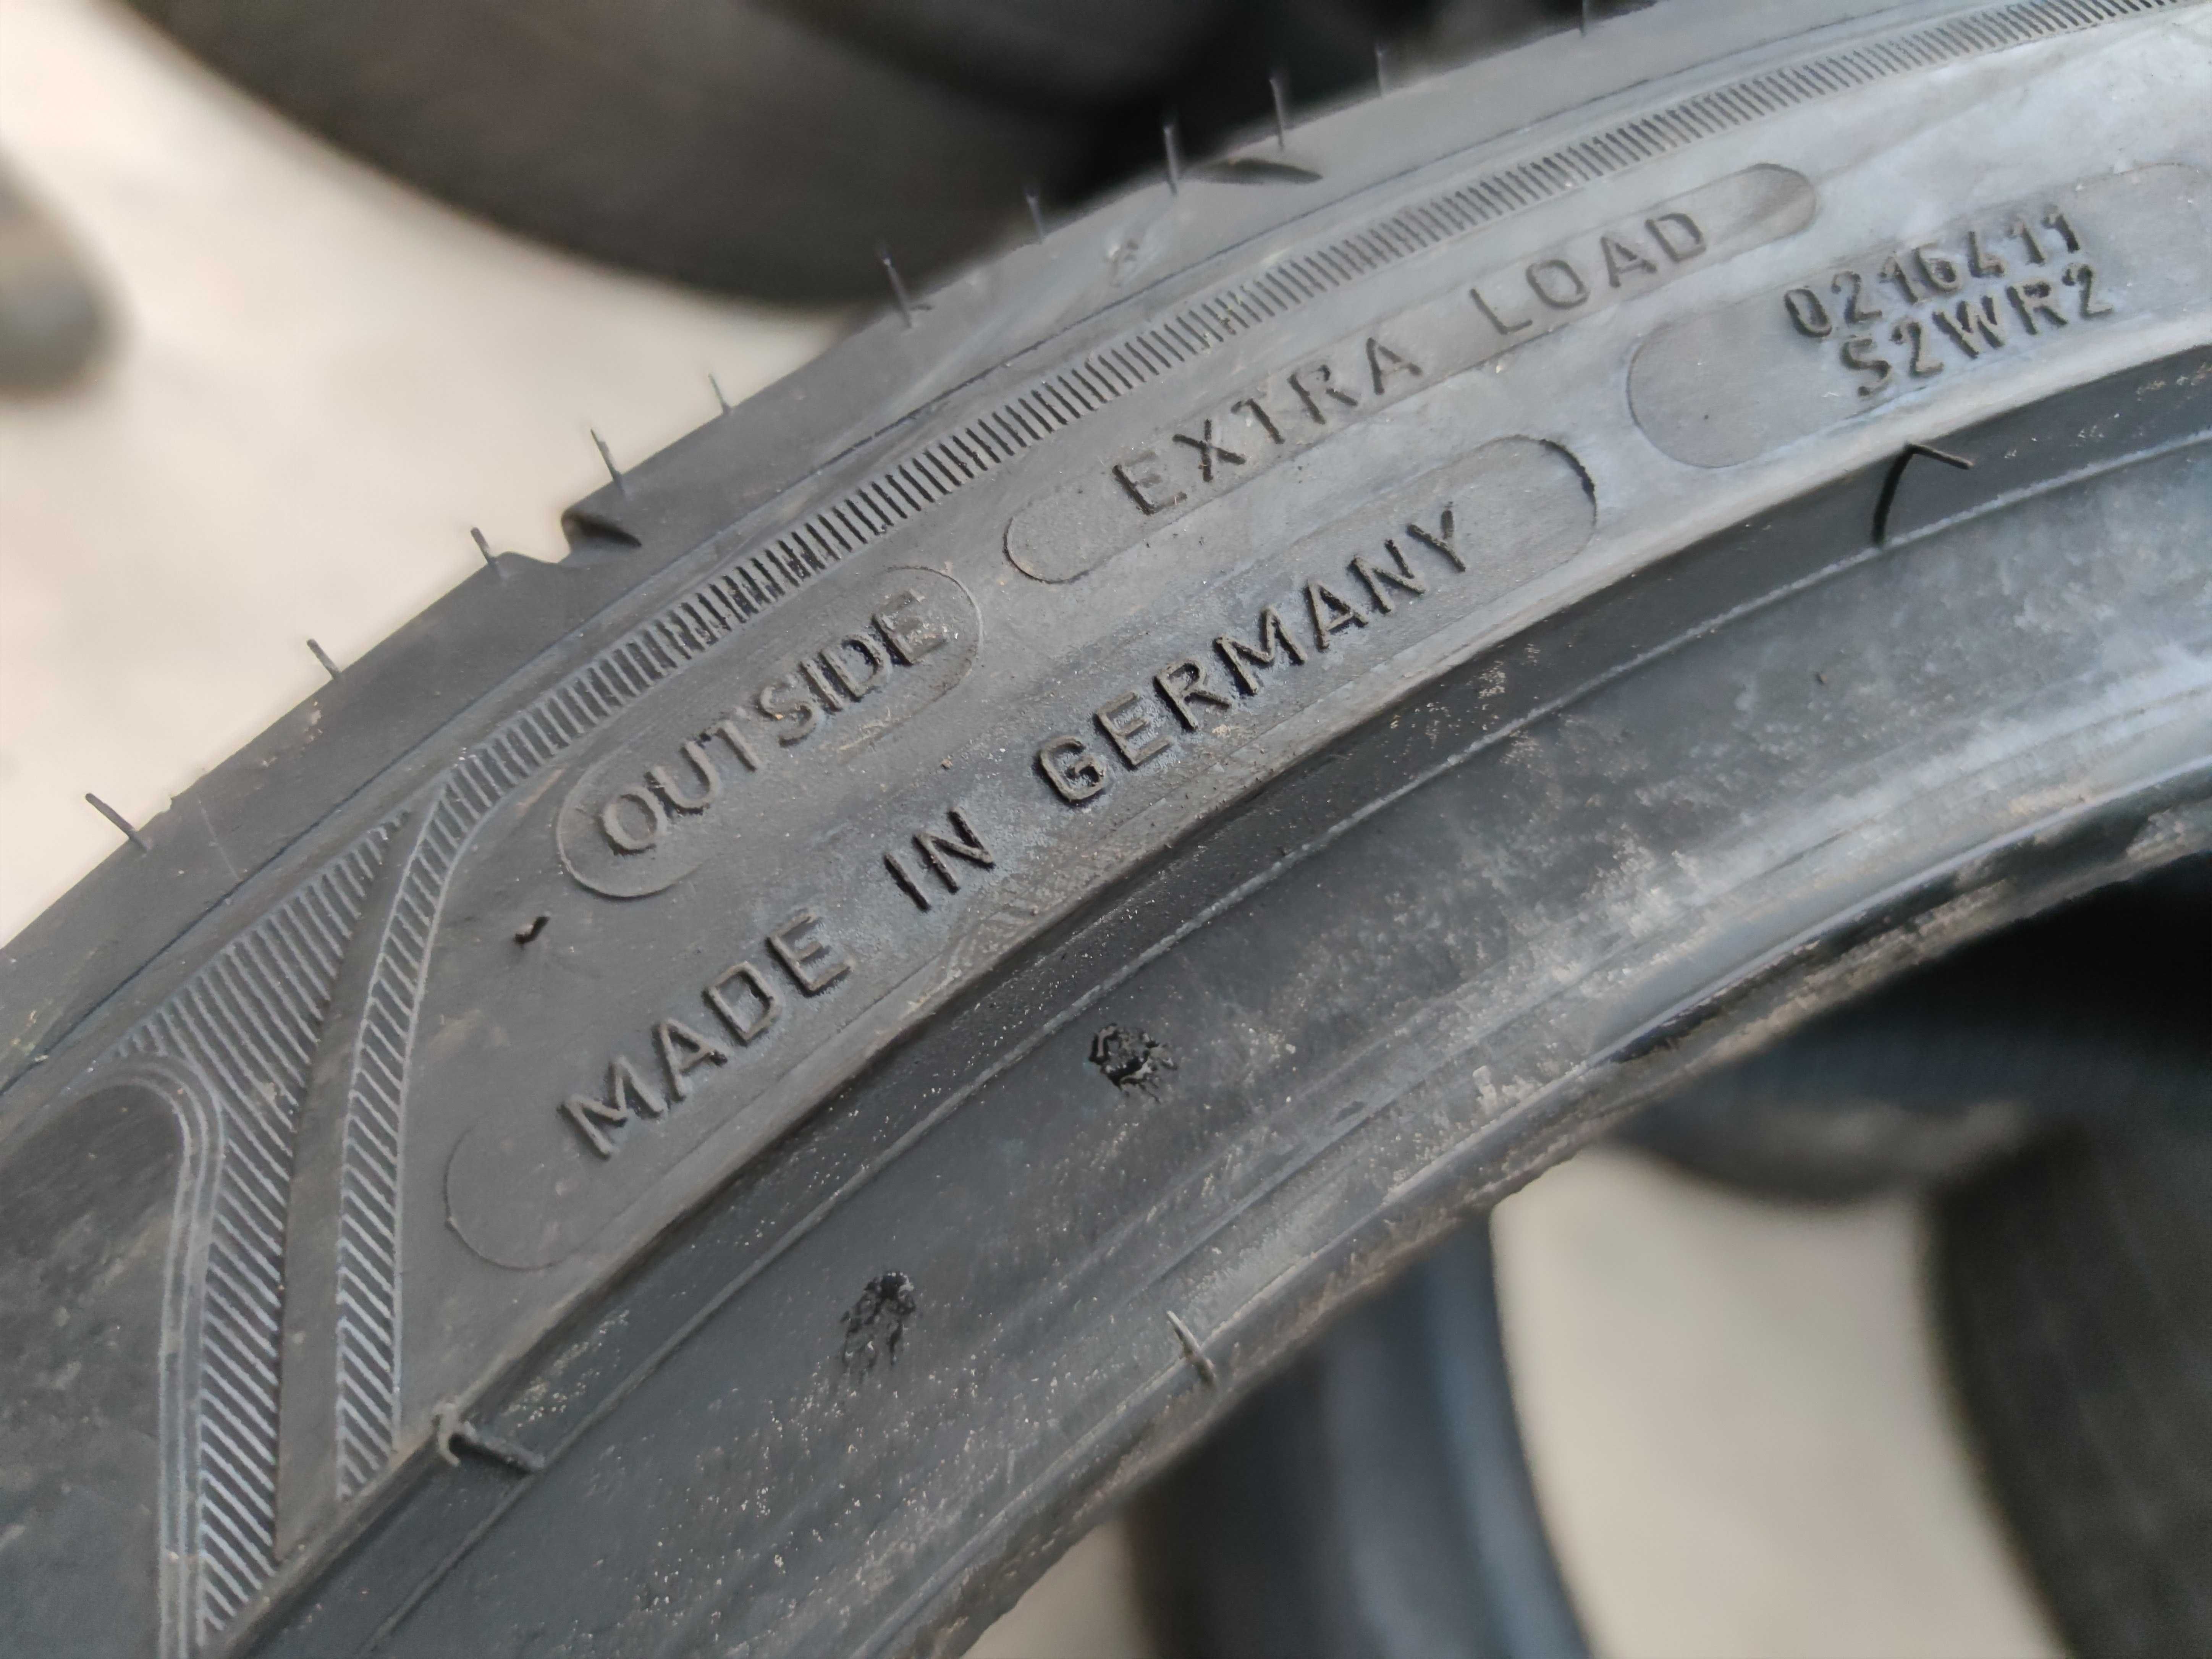 OUTSIDE
EXTRA LOAD
MADE IN GERMANY
0216411
S2WR2